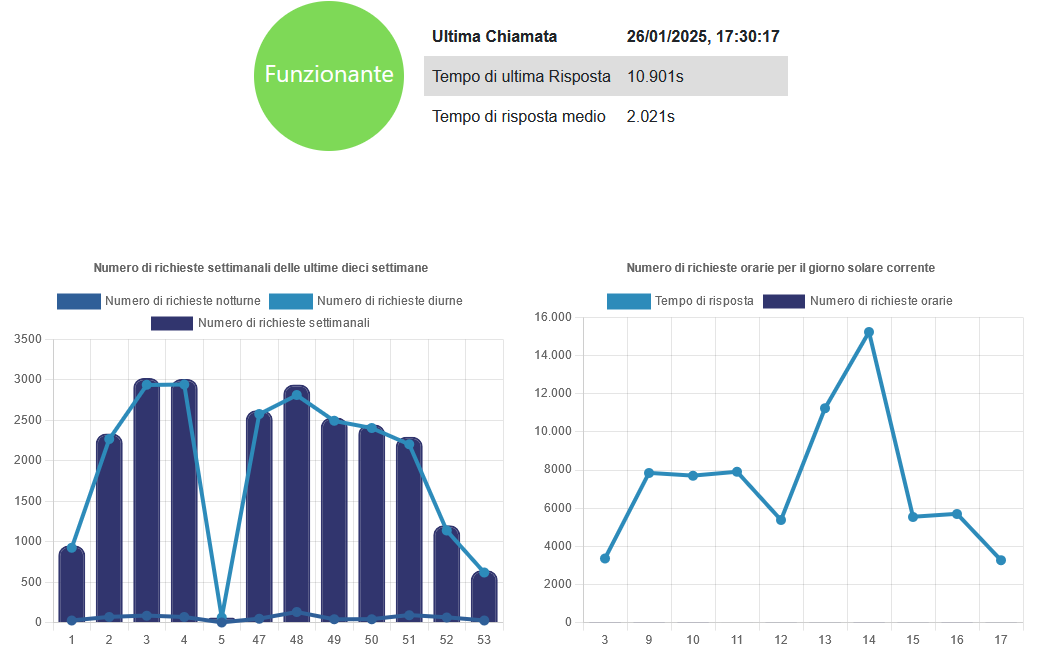 Funzionante
Ultima Chiamata 26/01/2025, 17:30:17
Tempo di ultima Risposta 10.901s
Tempo di risposta medio 2.021s
Numero di richieste settimanali delle ultime dieci settimane
Numero di richieste notturne Numero di richieste diurne
Numero di richieste settimanali
3500
3000
2500
2000
1500
1000
500
0
1 2 3 4 5 47 48 49 50 51 52 53
Numero di richieste orarie per il giorno solare corrente
Tempo di risposta Numero di richieste orarie
16.000
14.000
12.000
10.000
8000
6000
4000
2000
0
3 9 10 11 12 13 14 15 16 17